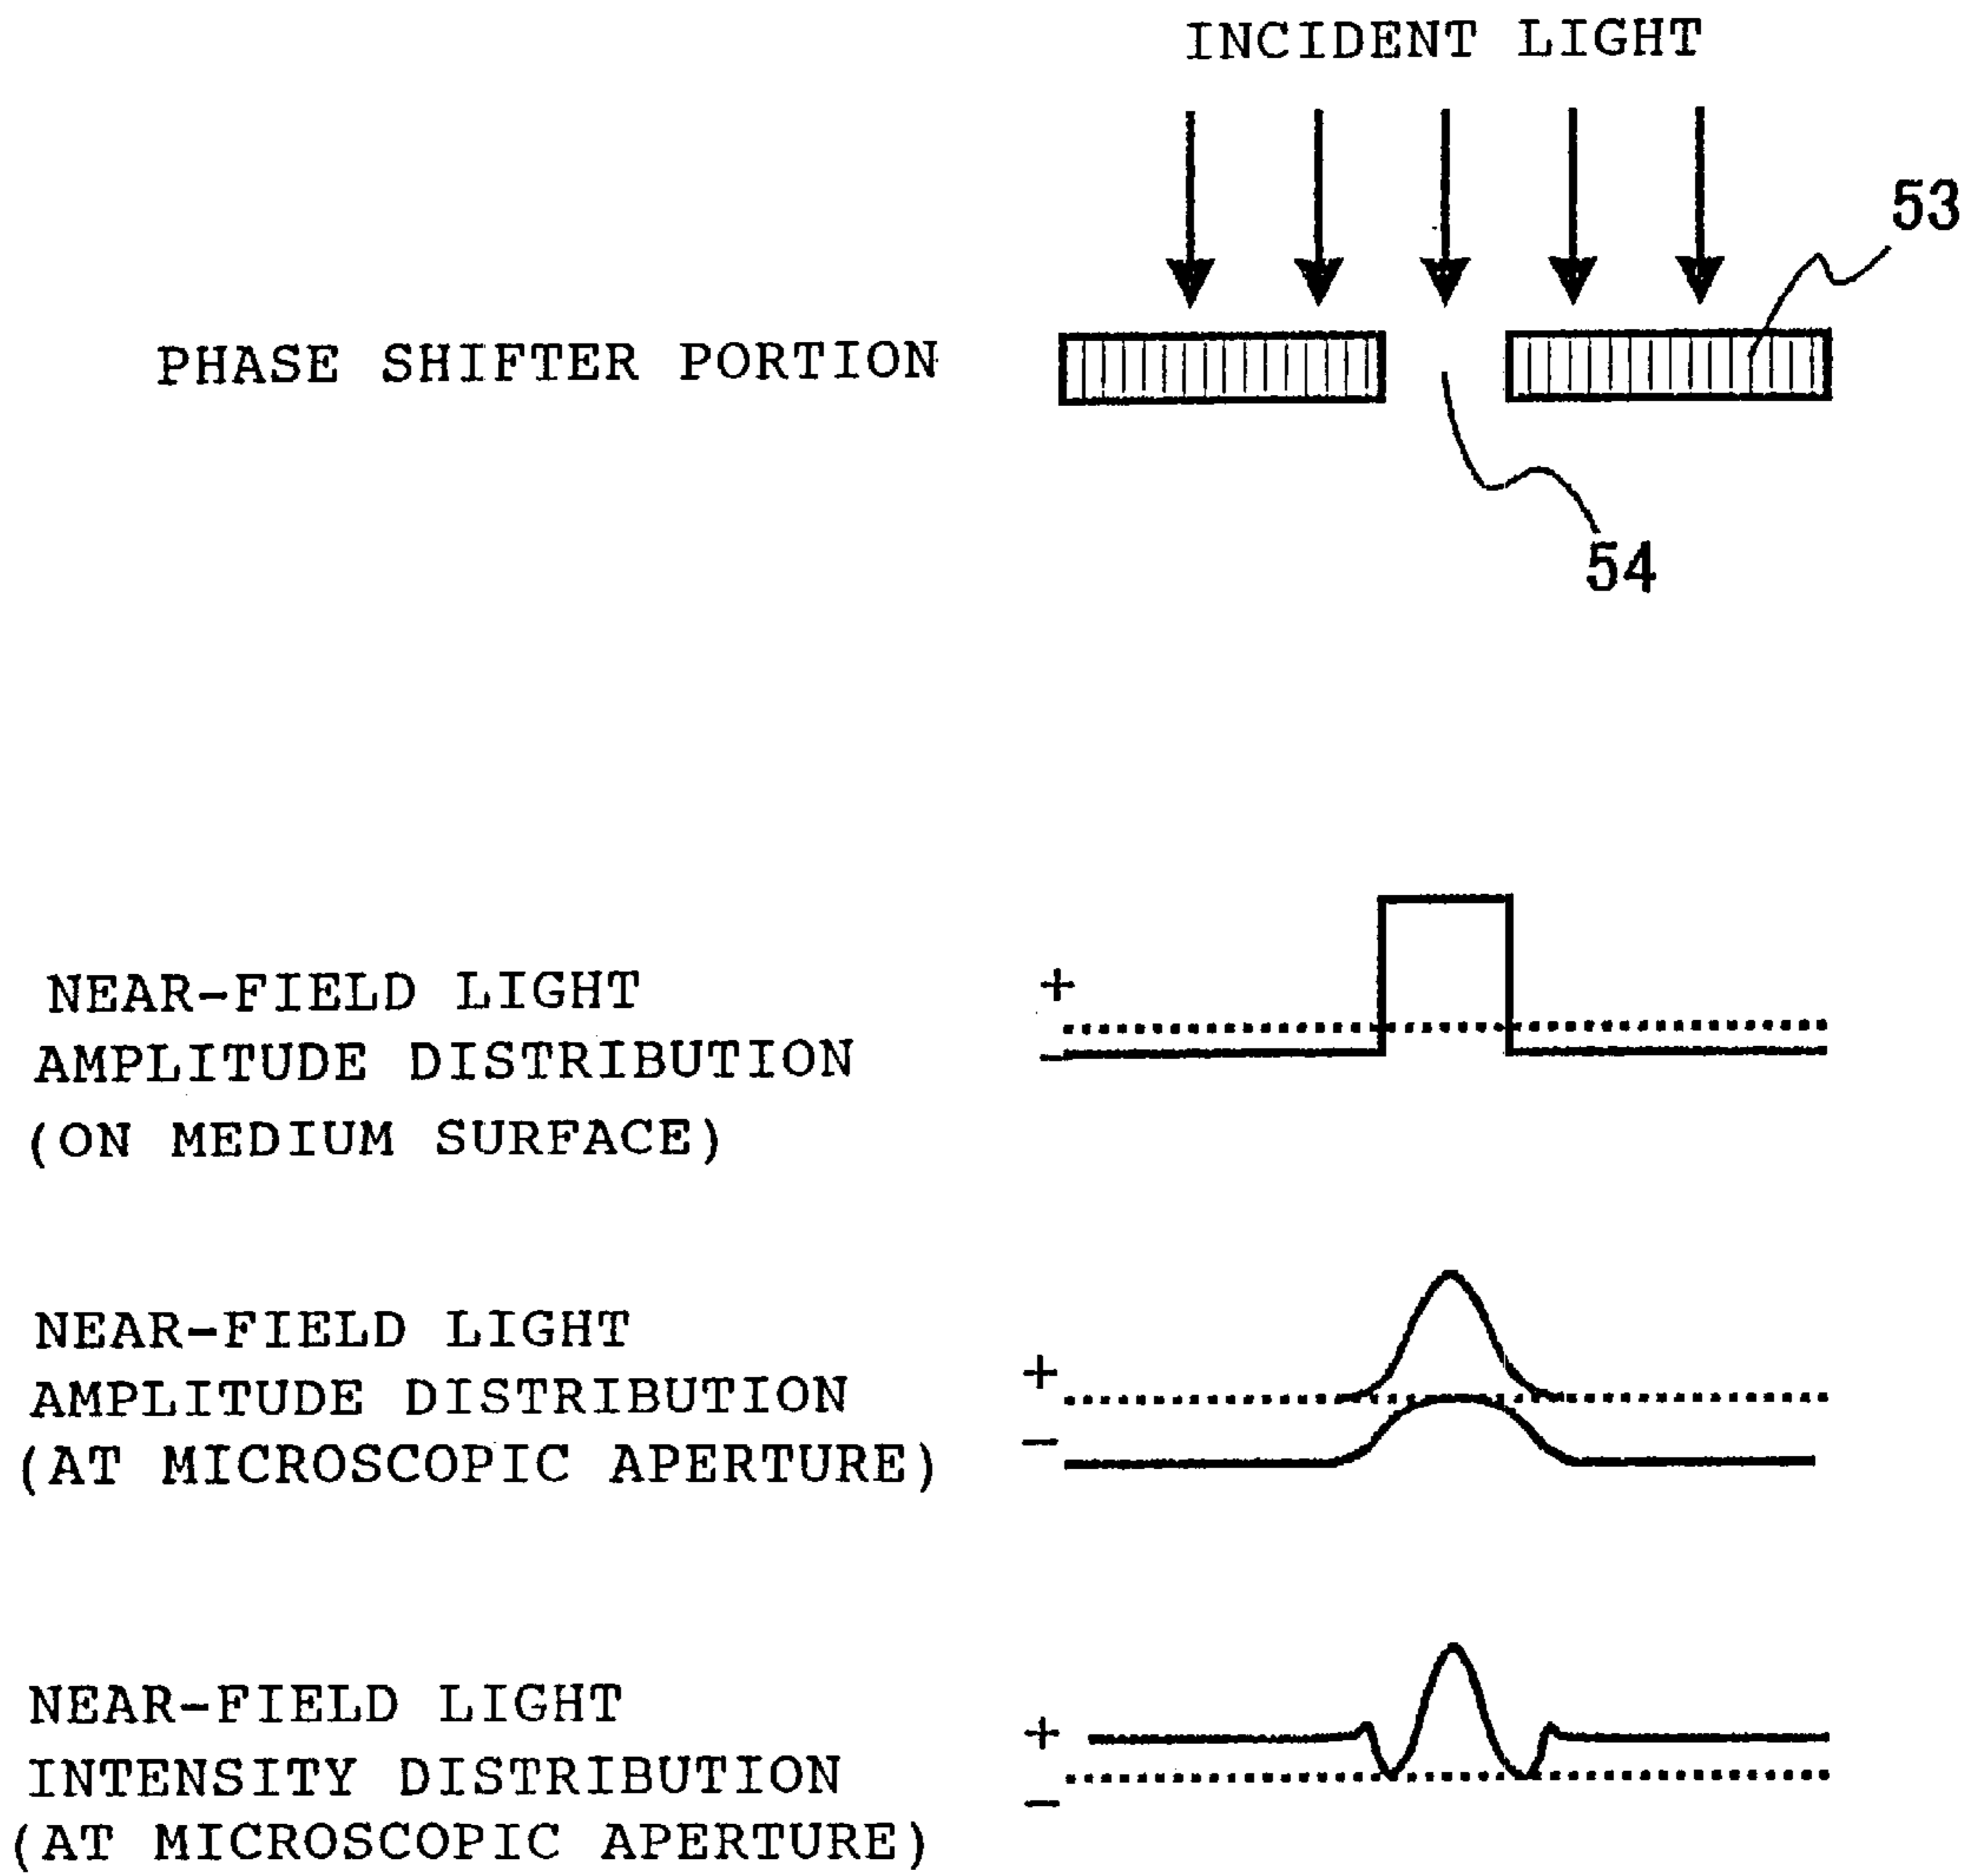 INCIDENT LIGHT
53
PHASE SHIFTER PORTION
54
NEAR-FIELD LIGHT
AMPLITUDE DISTRIBUTION
(ON MEDIUM SURFACE)
+
−
NEAR-FIELD LIGHT
AMPLITUDE DISTRIBUTION
(AT MICROSCOPIC APERTURE)
+
−
NEAR-FIELD LIGHT
INTENSITY DISTRIBUTION
(AT MICROSCOPIC APERTURE)
+
−